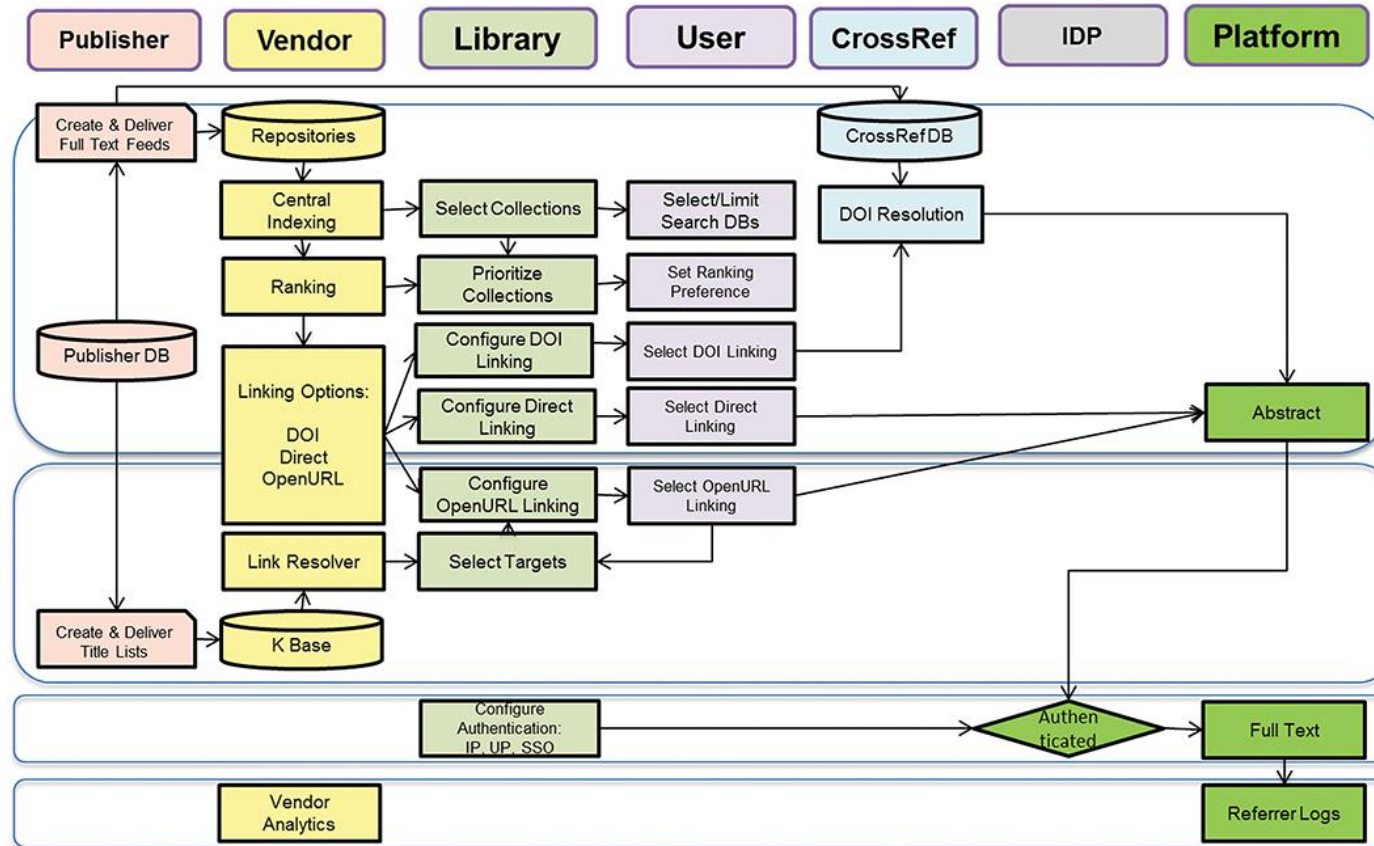 Publisher
Vendor
Library
User
CrossRef
IDP
Platform
Create & Deliver
Full Text Feeds
Repositories
CrossRefDB
Central
Indexing
Select Collections
Select/Limit
Search DBs
DOI Resolution
Ranking
Prioritize
Collections
Set Ranking
Preference
Publisher DB
Linking Options:
DOI
Direct
OpenURL
Configure DOI
Linking
Select DOI Linking
Configure Direct
Linking
Select Direct
Linking
Abstract
Configure
OpenURL Linking
Select OpenURL
Linking
Link Resolver
Select Targets
Create & Deliver
Title Lists
K Base
Configure
Authentication:
IP, UP, SSO
Authen
ticated
Full Text
Vendor
Analytics
Referrer Logs